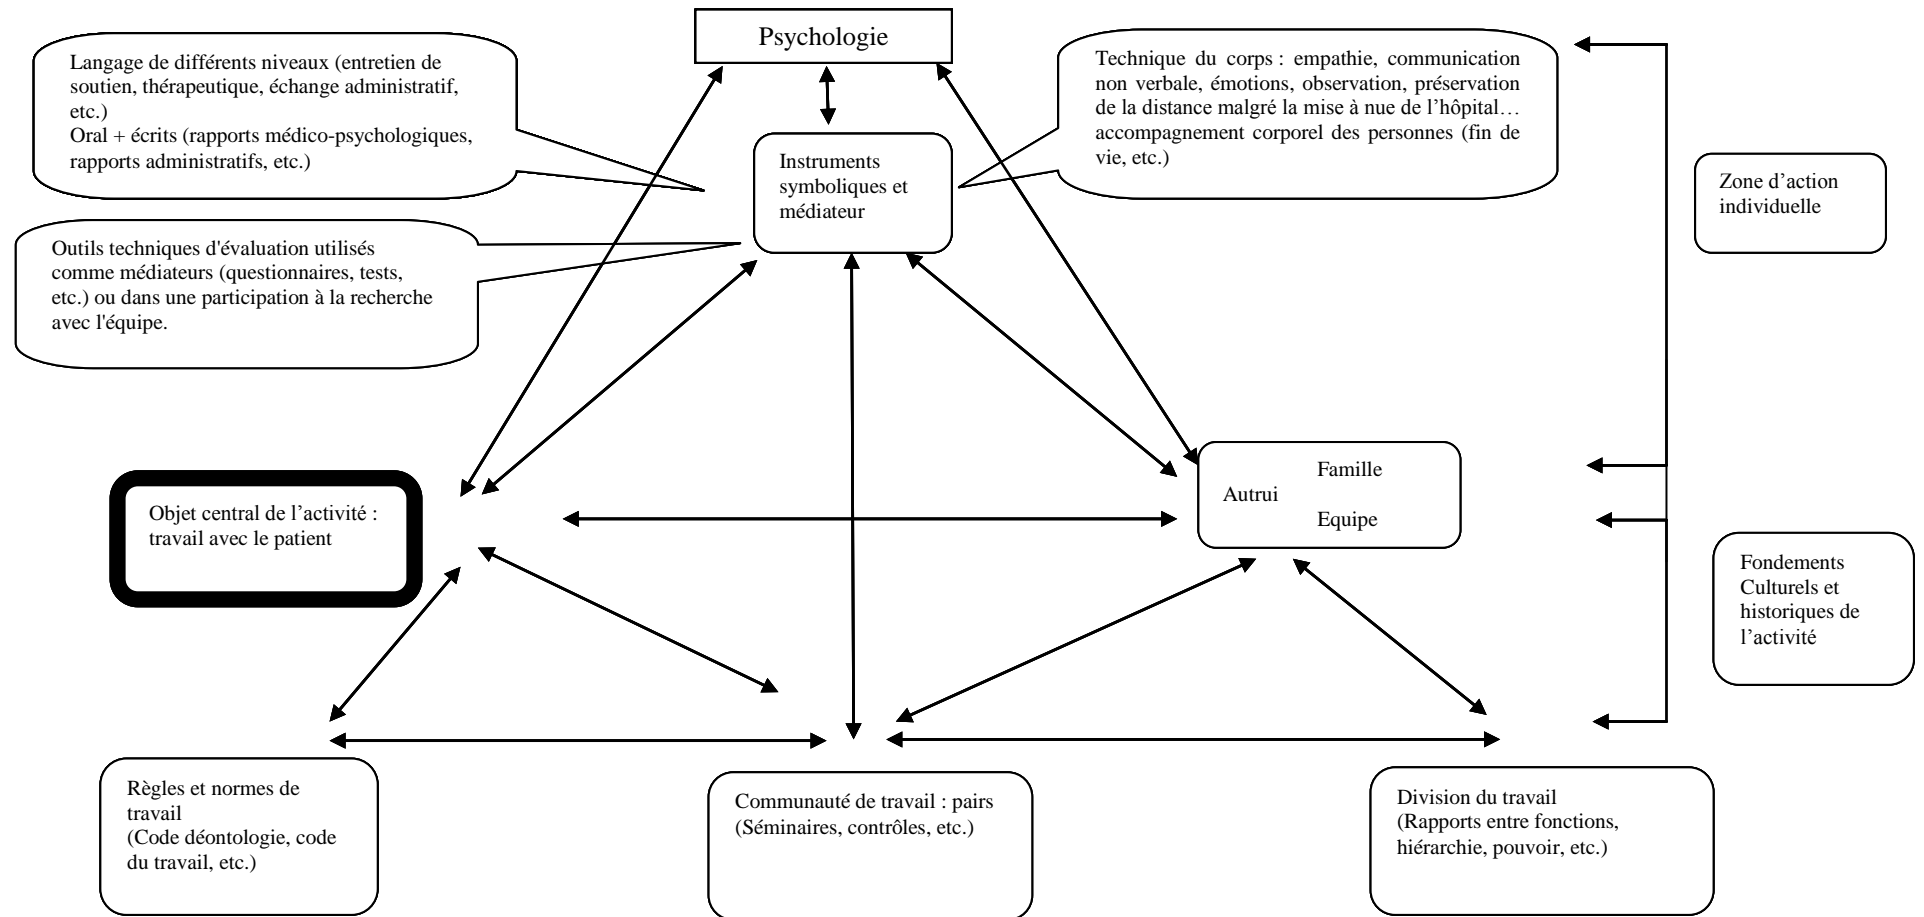 Psychologie
Langage de différents niveaux (entretien de
soutien, thérapeutique, échange administratif,
etc.)
Oral + écrits (rapports médico-psychologiques,
rapports administratifs, etc.)
Technique du corps : empathie, communication
non verbale, émotions, observation, préservation
de la distance malgré la mise à nue de l’hôpital…
accompagnement corporel des personnes (fin de
vie, etc.)
Instruments
symboliques et
médiateur
Zone d’action
individuelle
Outils techniques d'évaluation utilisés
comme médiateurs (questionnaires, tests,
etc.) ou dans une participation à la recherche
avec l'équipe.
Objet central de l’activité :
travail avec le patient
Famille
Autrui
Equipe
Fondements
Culturels et
historiques de
l’activité
Règles et normes de
travail
(Code déontologie, code
du travail, etc.)
Communauté de travail : pairs
(Séminaires, contrôles, etc.)
Division du travail
(Rapports entre fonctions,
hiérarchie, pouvoir, etc.)